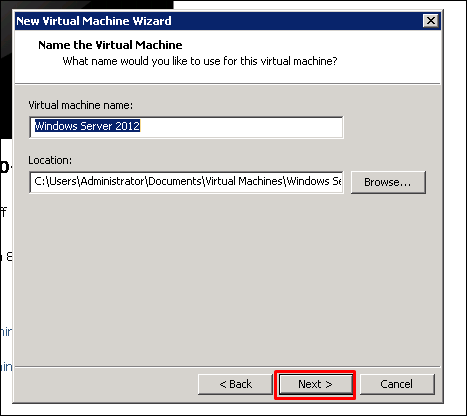 New Virtual Machine Wizard
Name the Virtual Machine
What name would you like to use for this virtual machine?
Virtual machine name:
Windows Server 2012
Location:
C:\Users\Administrator\Documents\Virtual Machines\Windows Se
Browse...
< Back
Next >
Cancel